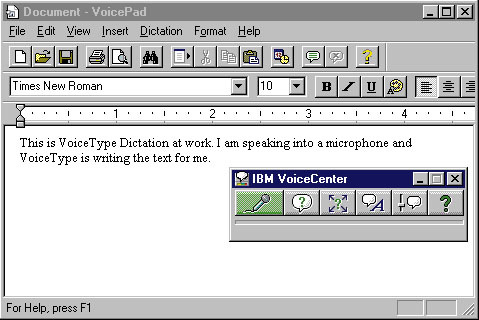 Document - VoicePad
File Edit View Insert Dictation Format Help
Times New Roman 10 B I U
1 2 3 4
This is VoiceType Dictation at work. I am speaking into a microphone and
VoiceType is writing the text for me.
IBM VoiceCenter
? ? A ?
For Help, press F1